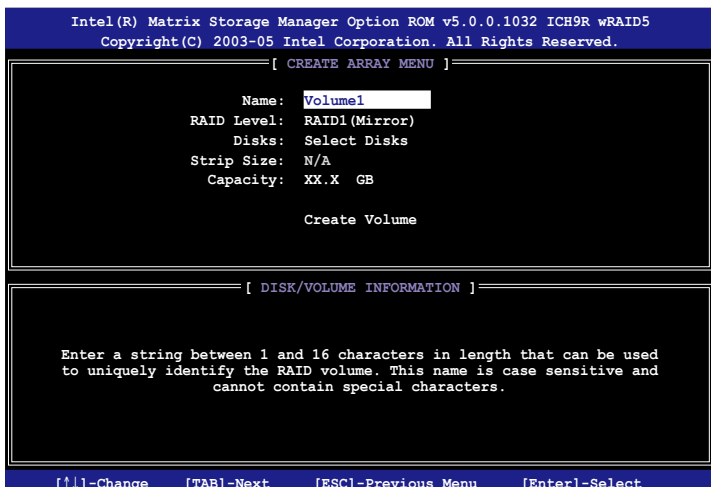 Intel(R) Matrix Storage Manager Option ROM v5.0.0.1032 ICH9R wRAID5
Copyright(C) 2003-05 Intel Corporation. All Rights Reserved.
[ CREATE ARRAY MENU ]
Name: Volume1
RAID Level: RAID1(Mirror)
Disks: Select Disks
Strip Size: N/A
Capacity: XX.X GB
Create Volume
[ DISK/VOLUME INFORMATION ]
Enter a string between 1 and 16 characters in length that can be used
to uniquely identify the RAID volume. This name is case sensitive and
cannot contain special characters.
[↑↓]-Change [TAB]-Next [ESC]-Previous Menu [Enter]-Select